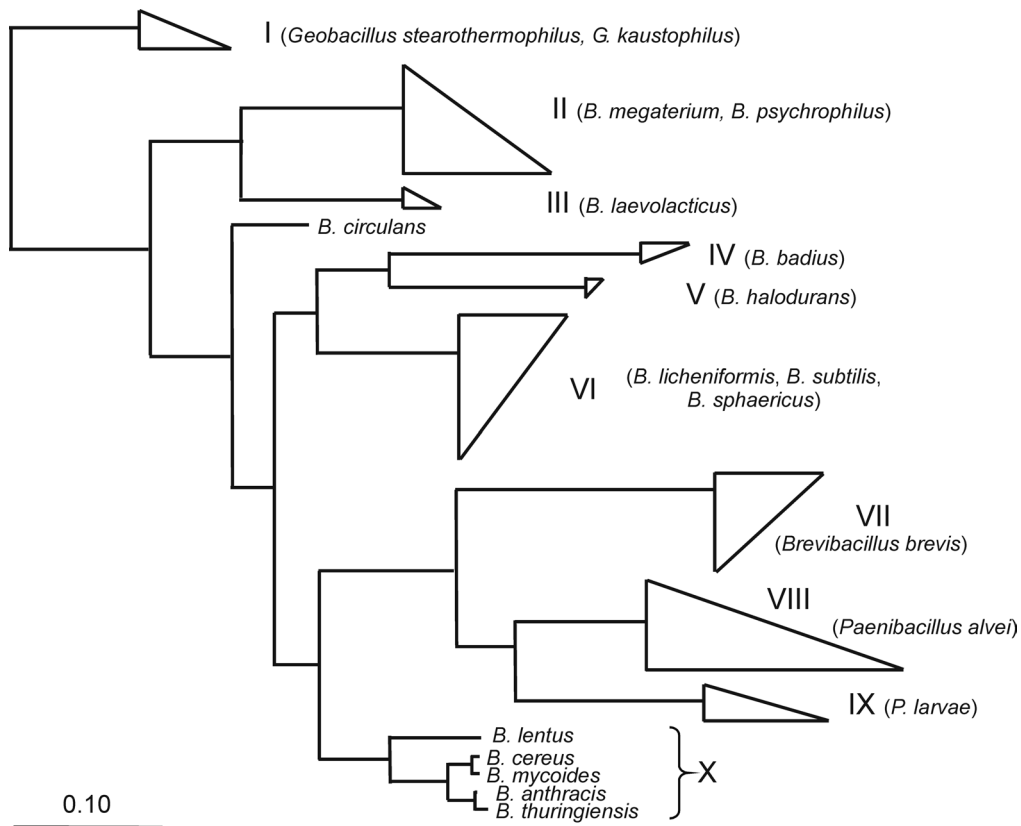 I (Geobacillus stearothermophilus, G. kaustophilus)
II (B. megaterium, B. psychrophilus)
III (B. laevolacticus)
B. circulans
IV (B. badius)
V (B. halodurans)
VI (B. licheniformis, B. subtilis,
B. sphaericus)
VII
(Brevibacillus brevis)
VIII
(Paenibacillus alvei)
IX (P. larvae)
B. lentus
B. cereus
X
B. mycoides
B. anthracis
B. thuringiensis
0.10